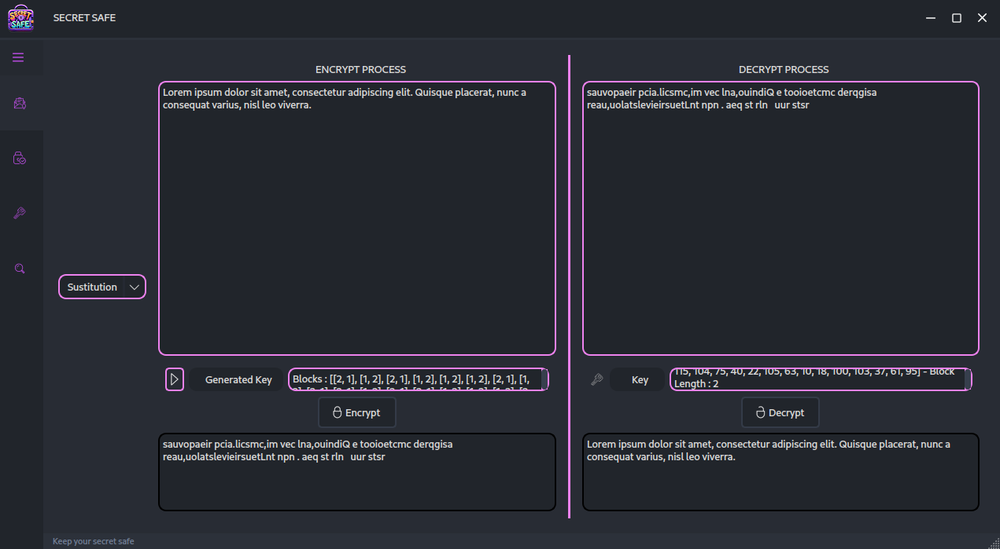 SECRET SAFE!
SECRET SAFE
ENCRYPT PROCESS
Lorem ipsum dolor sit amet, consectetur adipiscing elit. Quisque placerat, nunc a
consequat varius, nisl leo viverra.
DECRYPT PROCESS
sauvopaeir pcia.licsmc,im vec lna,ouindiQ e tooioetcmc derqgisa
reau,uolatslevieirsuetLnt npn . aeq st rln   uur stsr
Sustitution
Generated Key
Blocks : [[2, 1], [1, 2], [2, 1], [1, 2], [1, 2], [1, 2], [2, 1], [1,
Key
115, 104, 75, 40, 22, 105, 63, 10, 18, 100, 103, 37, 61, 95] - Block
Length : 2
Encrypt
Decrypt
sauvopaeir pcia.licsmc,im vec lna,ouindiQ e tooioetcmc derqgisa
reau,uolatslevieirsuetLnt npn . aeq st rln   uur stsr
Lorem ipsum dolor sit amet, consectetur adipiscing elit. Quisque placerat, nunc a
consequat varius, nisl leo viverra.
Keep your secret safe